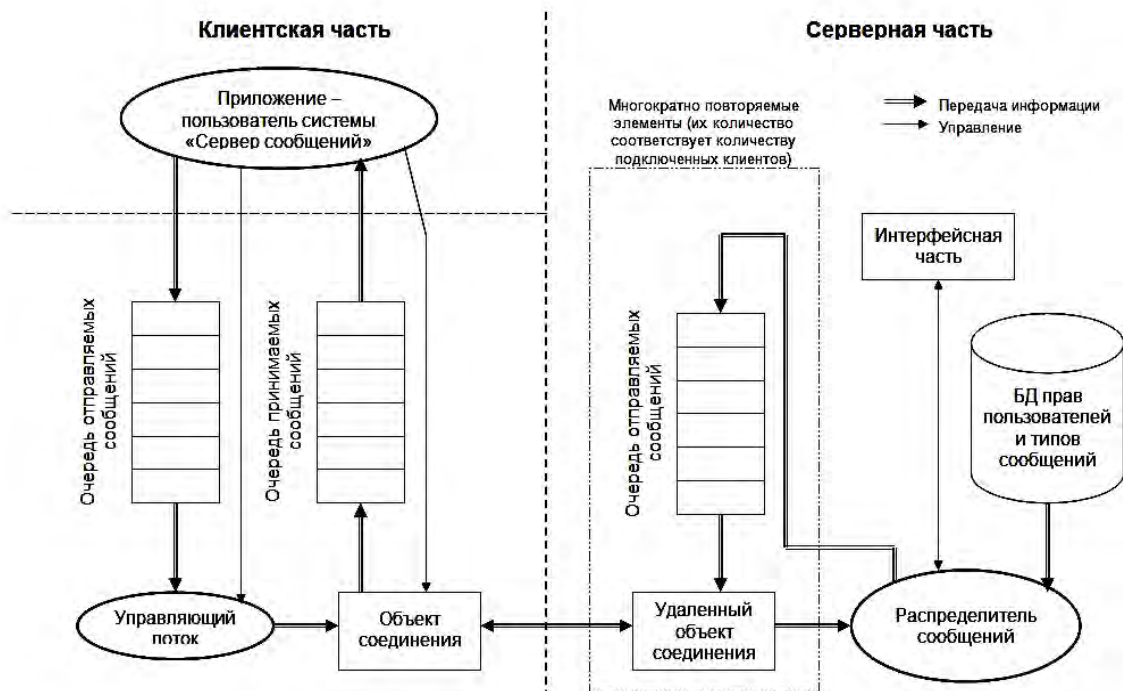 Клиентская часть
Серверная часть
Приложение –
пользователь системы
«Сервер сообщений»
Многократно повторяемые
элементы (их количество
соответствует количеству
подключенных клиентов)
Передача информации
Управление
Интерфейсная
часть
Очередь отправляемых
сообщений
Очередь принимаемых
сообщений
Очередь отправляемых
сообщений
БД прав
пользователей
и типов
сообщений
Управляющий
поток
Объект
соединения
Удаленный
объект
соединения
Распределитель
сообщений